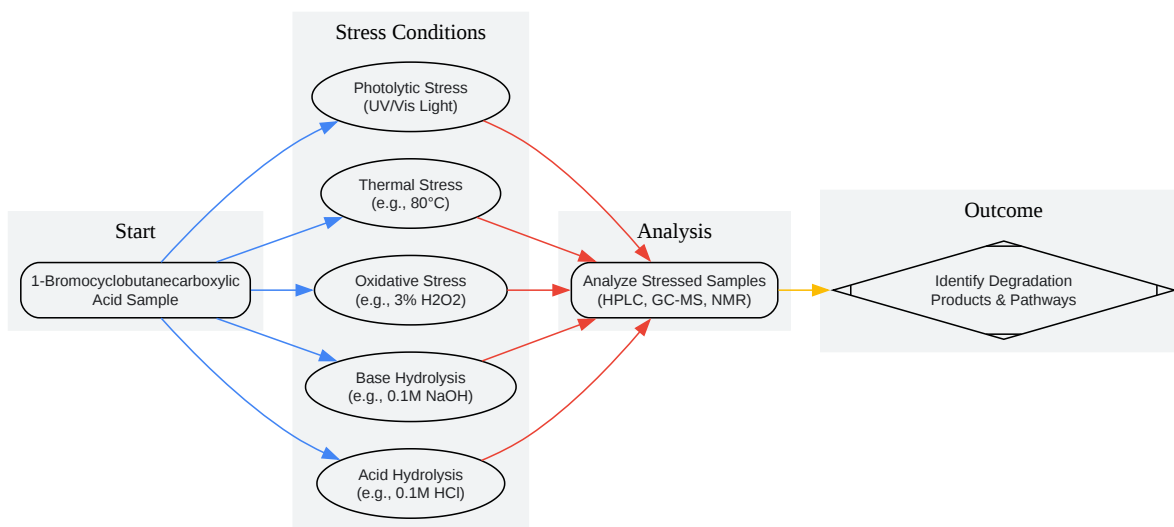 Start
1-Bromocyclobutanecarboxylic
Acid Sample
Stress Conditions
Photolytic Stress
(UV/Vis Light)
Thermal Stress
(e.g., 80°C)
Oxidative Stress
(e.g., 3% H2O2)
Base Hydrolysis
(e.g., 0.1M NaOH)
Acid Hydrolysis
(e.g., 0.1M HCl)
Analysis
Analyze Stressed Samples
(HPLC, GC-MS, NMR)
Outcome
Identify Degradation
Products & Pathways